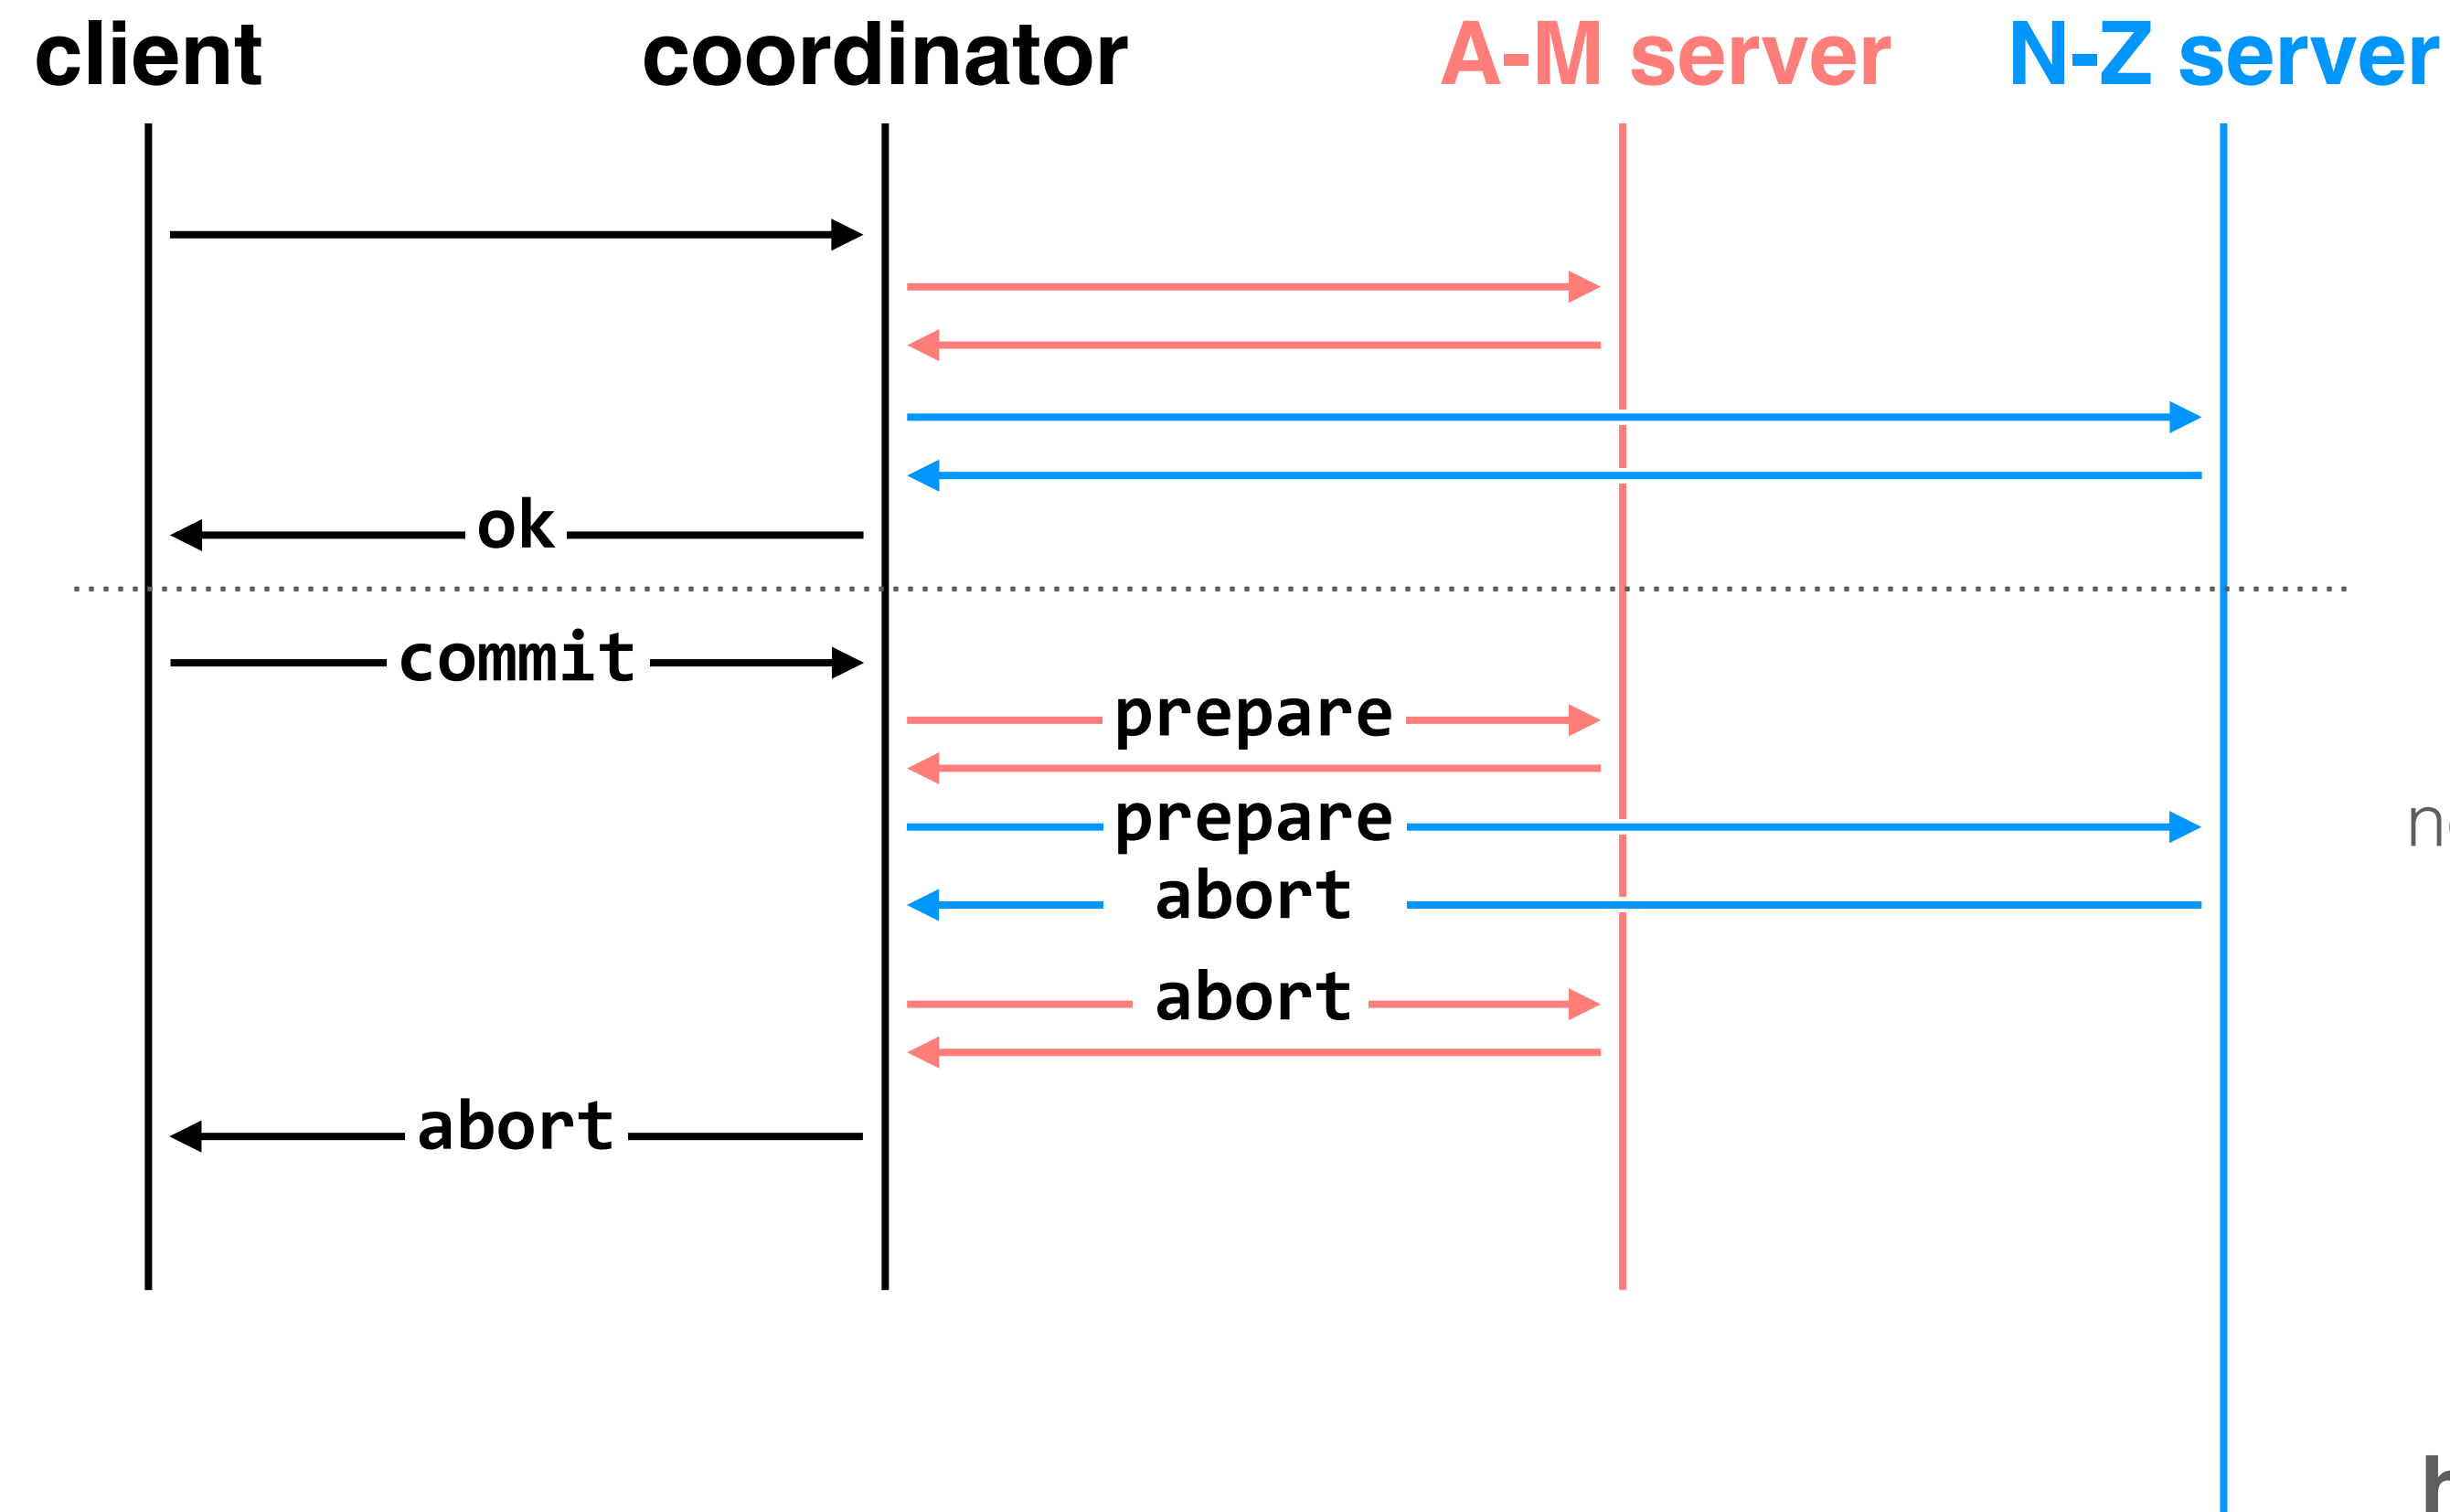 client coordinator A-M server N-Z server
ok
commit
prepare
prepare
abort
abort
abort